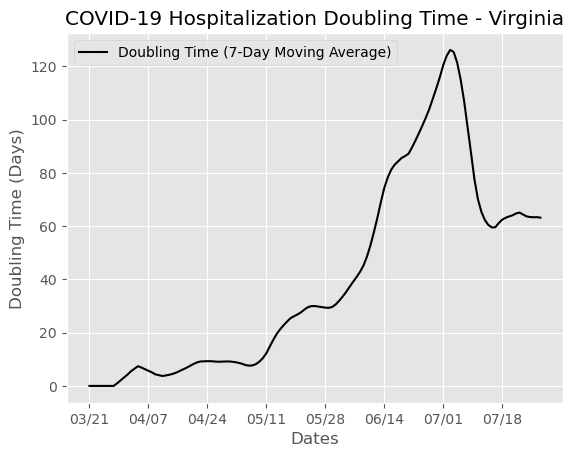 COVID-19 Hospitalization Doubling Time - Virginia
Doubling Time (7-Day Moving Average)
Doubling Time (Days)
120
100
80
60
40
20
0
03/21 04/07 04/24 05/11 05/28 06/14 07/01 07/18
Dates